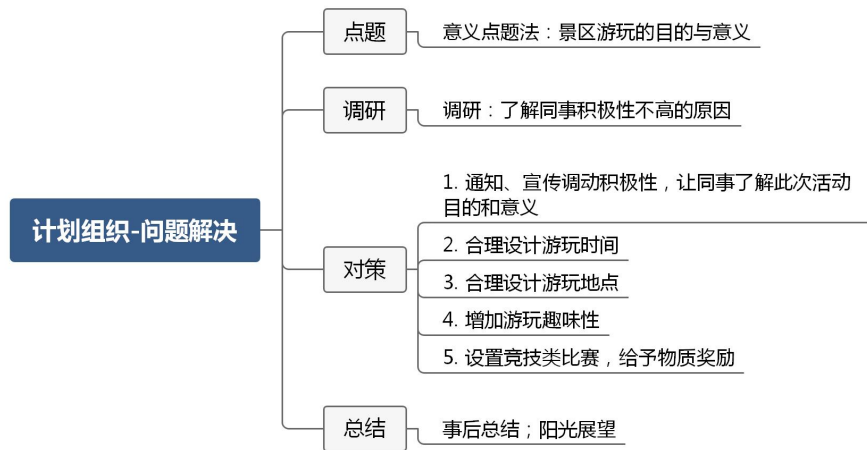 点题
意义点题法：景区游玩的目的与意义
调研
调研：了解同事积极性不高的原因
计划组织-问题解决
对策
1. 通知、宣传调动积极性，让同事了解此次活动
目的和意义
2. 合理设计游玩时间
3. 合理设计游玩地点
4. 增加游玩趣味性
5. 设置竞技类比赛，给予物质奖励
总结
事后总结；阳光展望